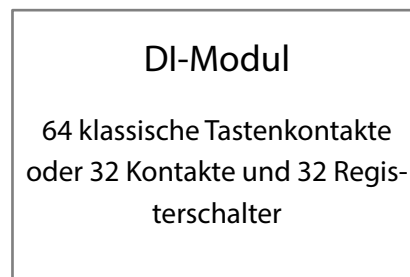 DI-Modul
64 klassische Tastenkontakte
oder 32 Kontakte und 32 Regis-
terschalter